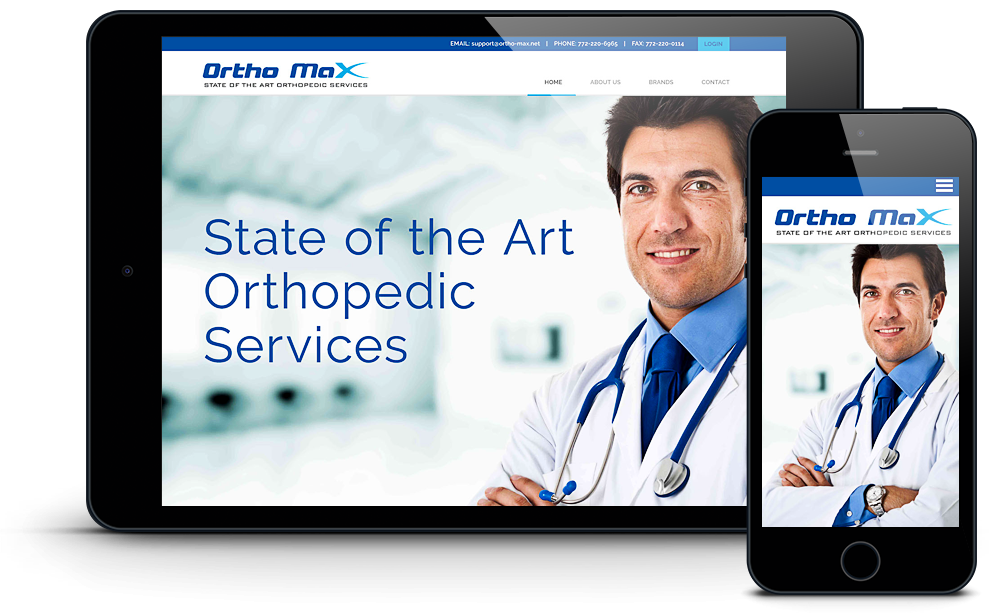 EMAIL: support@ortho-max.net | PHONE: 772-220-6965 | FAX: 772-220-0114 LOGIN
Ortho MaX
STATE OF THE ART ORTHOPEDIC SERVICES
HOME ABOUT US BRANDS CONTACT
State of the Art
Orthopedic
Services
Ortho MaX
STATE OF THE ART ORTHOPEDIC SERVICES